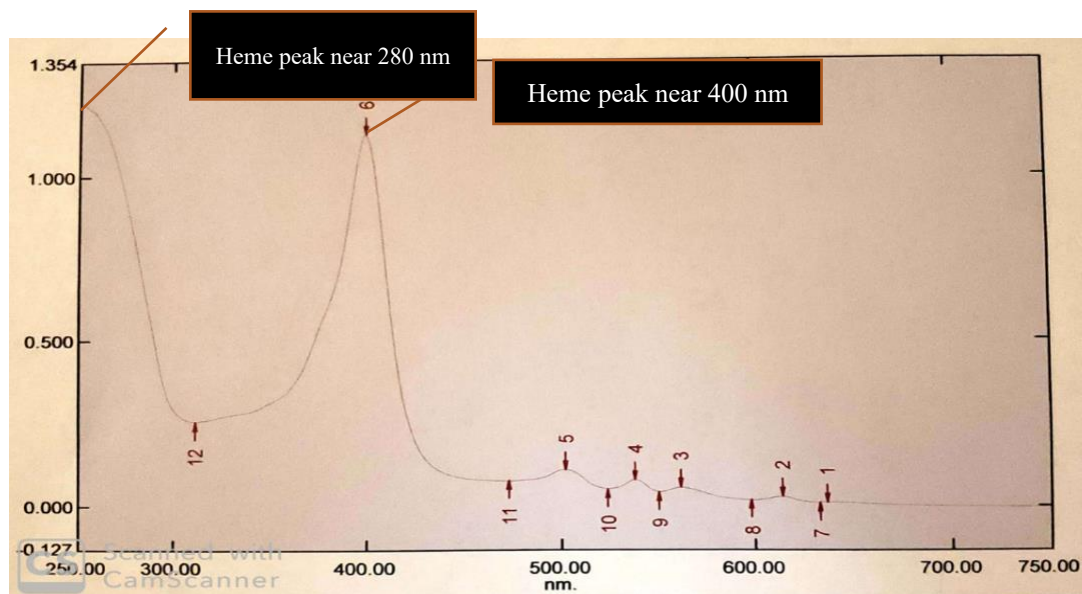 Heme peak near 280 nm
Heme peak near 400 nm
1.354
1.000
0.500
0.000
-0.127
6
5
4
3
2
1
12
11
10
9
8
7
250.00 300.00 400.00 500.00 600.00 700.00 750.00
nm.
CS
Scanned with
CamScanner